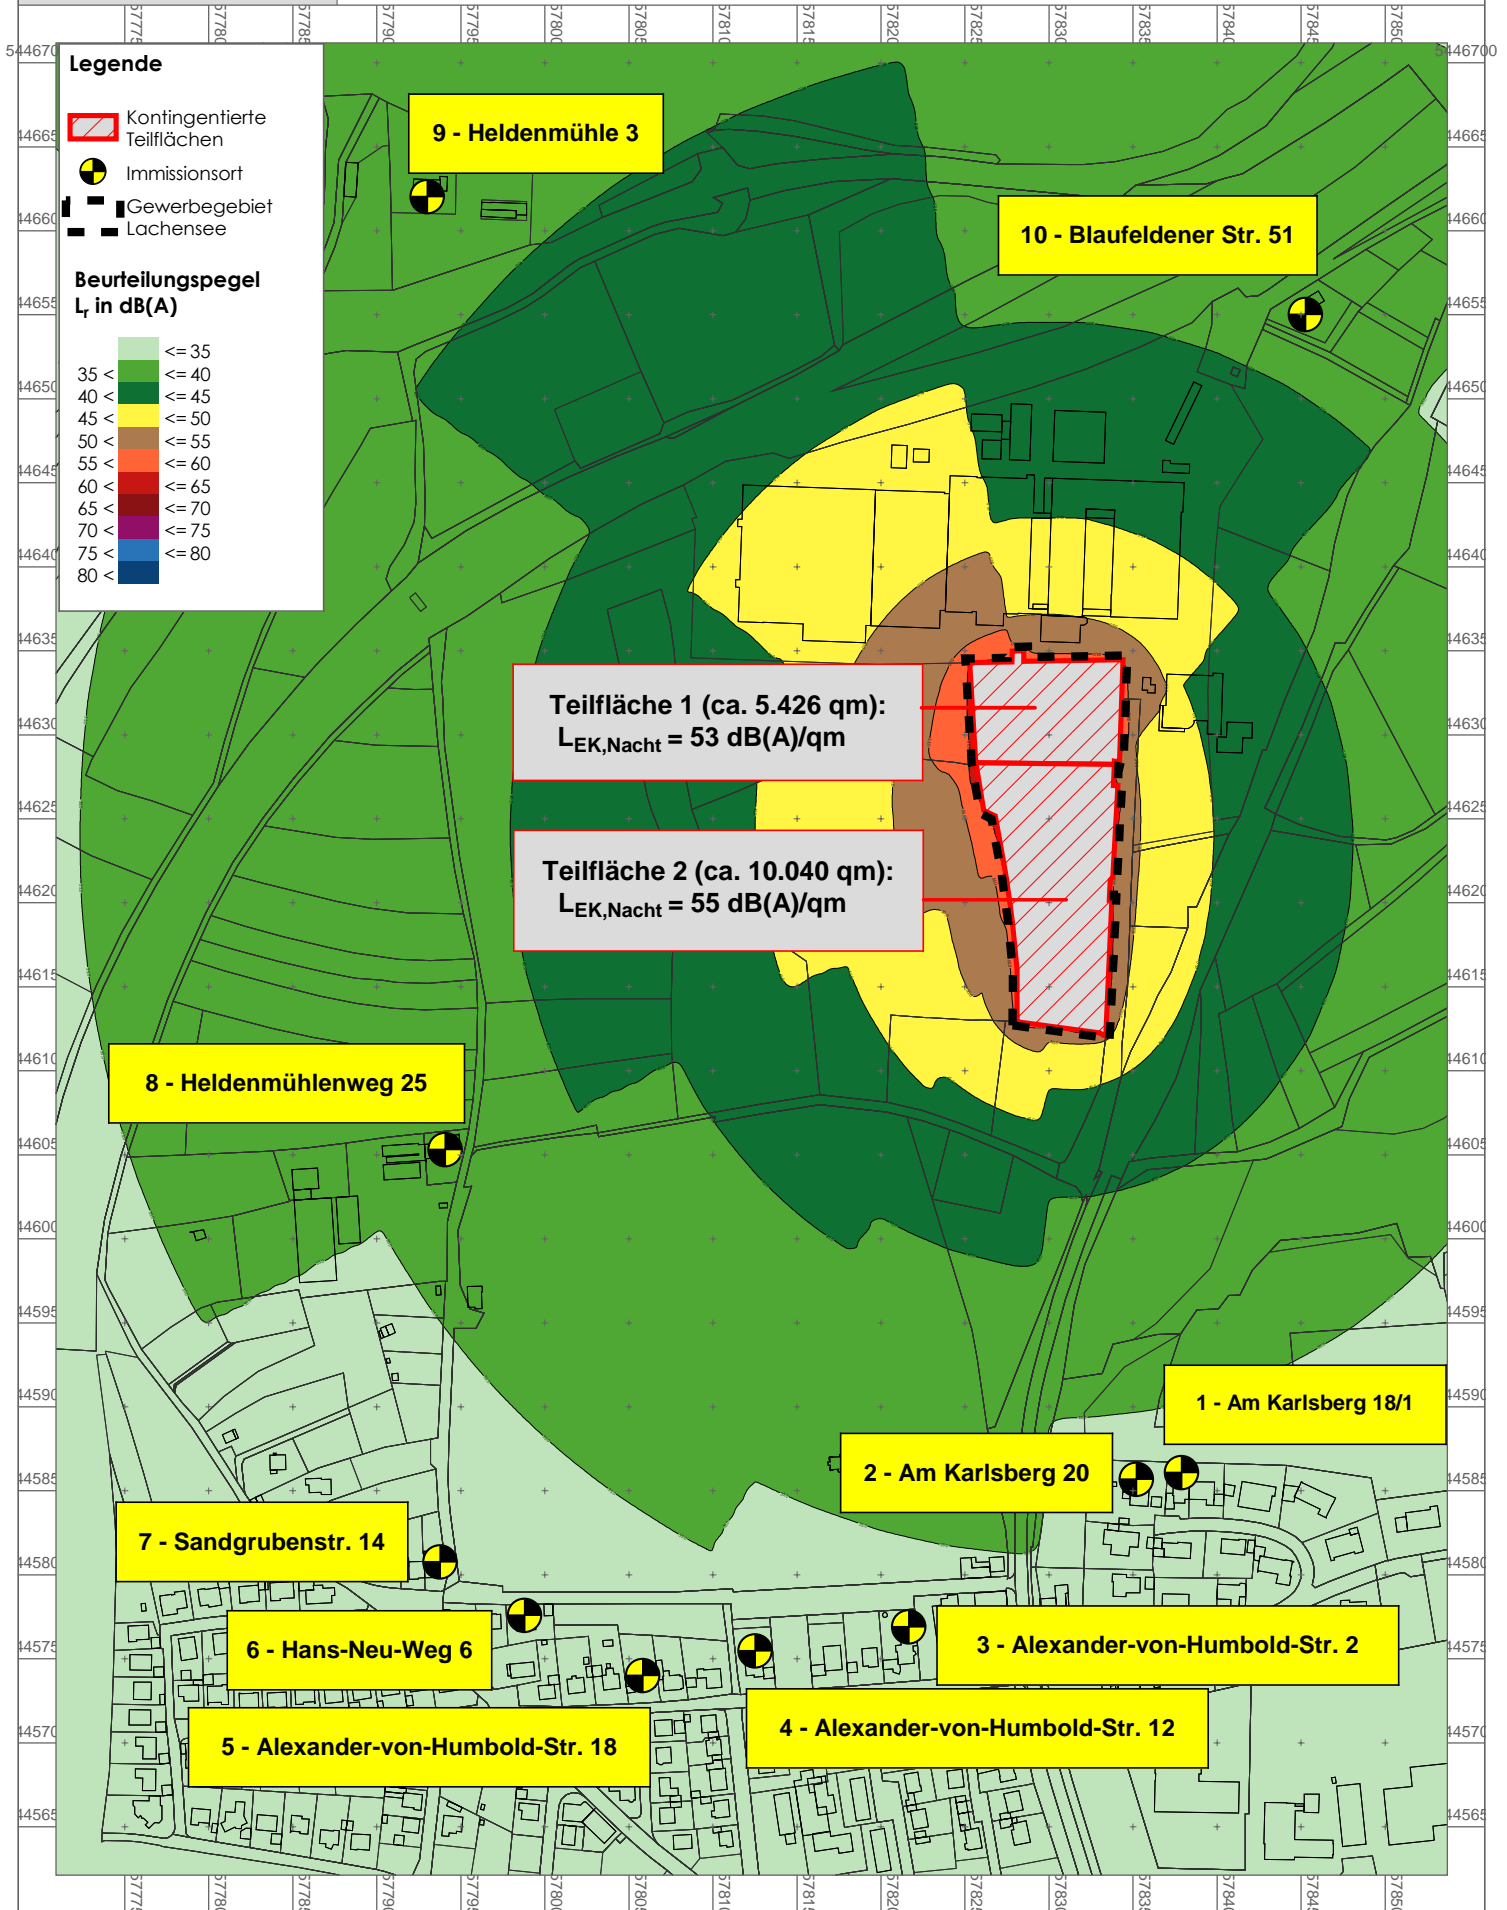 Legende
Kontingentierte
Teilflächen
Immissionsort
Gewerbegebiet
Lachensee
Beurteilungspegel
Lr in dB(A)
<= 35
35 < <= 40
40 < <= 45
45 < <= 50
50 < <= 55
55 < <= 60
60 < <= 65
65 < <= 70
70 < <= 75
75 < <= 80
80 <
9 - Heldenmühle 3
10 - Blaufeldener Str. 51
Teilfläche 1 (ca. 5.426 qm):
LEK,Nacht = 53 dB(A)/qm
Teilfläche 2 (ca. 10.040 qm):
LEK,Nacht = 55 dB(A)/qm
8 - Heldenmühlenweg 25
1 - Am Karlsberg 18/1
2 - Am Karlsberg 20
7 - Sandgrubenstr. 14
6 - Hans-Neu-Weg 6
3 - Alexander-von-Humbold-Str. 2
4 - Alexander-von-Humbold-Str. 12
5 - Alexander-von-Humbold-Str. 18